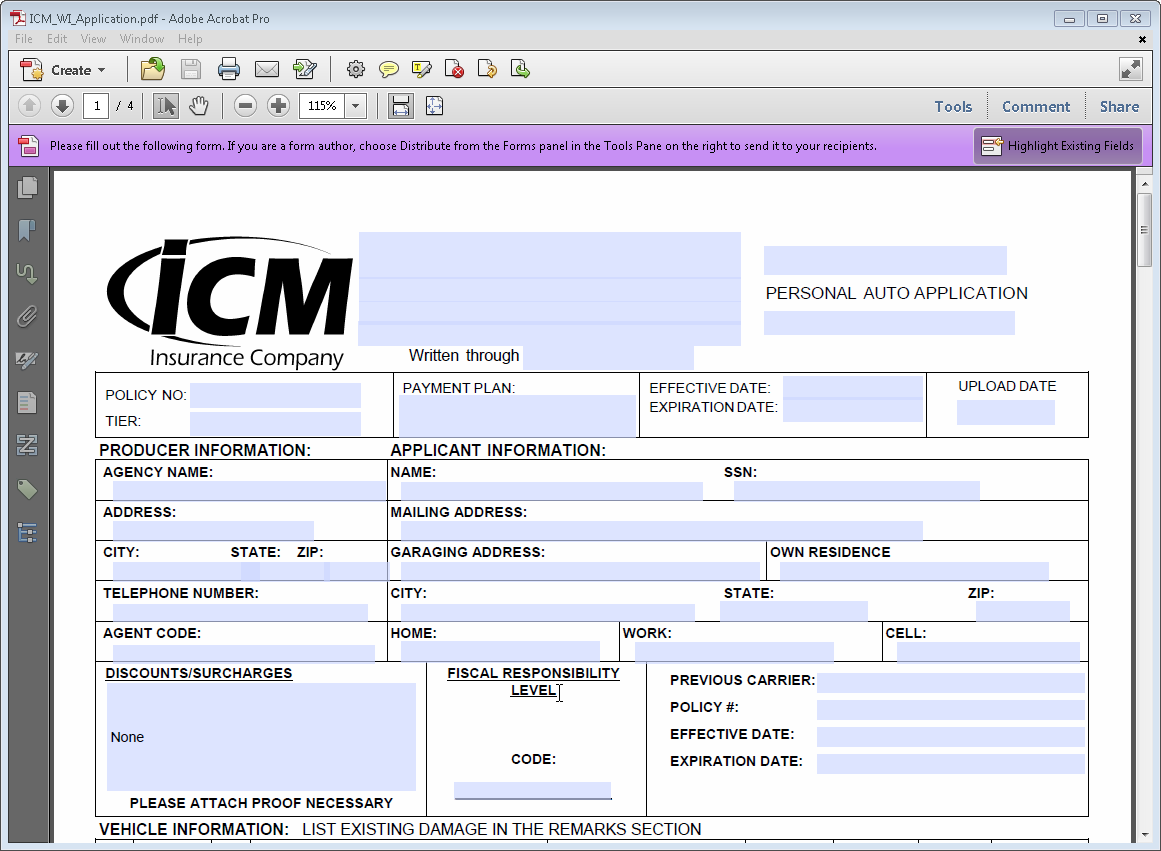 ICM_WI_Application.pdf - Adobe Acrobat Pro
File Edit View Window Help
Create
1 / 4 115% Tools Comment Share
Please fill out the following form. If you are a form author, choose Distribute from the Forms panel in the Tools Pane on the right to send it to your recipients. Highlight Existing Fields
iCM
Insurance Company
PERSONAL AUTO APPLICATION
Written through
POLICY NO: PAYMENT PLAN: EFFECTIVE DATE: UPLOAD DATE
TIER: EXPIRATION DATE:
PRODUCER INFORMATION: APPLICANT INFORMATION:
AGENCY NAME: NAME: SSN:
ADDRESS: MAILING ADDRESS:
CITY: STATE: ZIP: GARAGING ADDRESS: OWN RESIDENCE
TELEPHONE NUMBER: CITY: STATE: ZIP:
AGENT CODE: HOME: WORK: CELL:
DISCOUNTS/SURCHARGES
None
PLEASE ATTACH PROOF NECESSARY
FISCAL RESPONSIBILITY
LEVEL
CODE:
PREVIOUS CARRIER:
POLICY #:
EFFECTIVE DATE:
EXPIRATION DATE:
VEHICLE INFORMATION: LIST EXISTING DAMAGE IN THE REMARKS SECTION